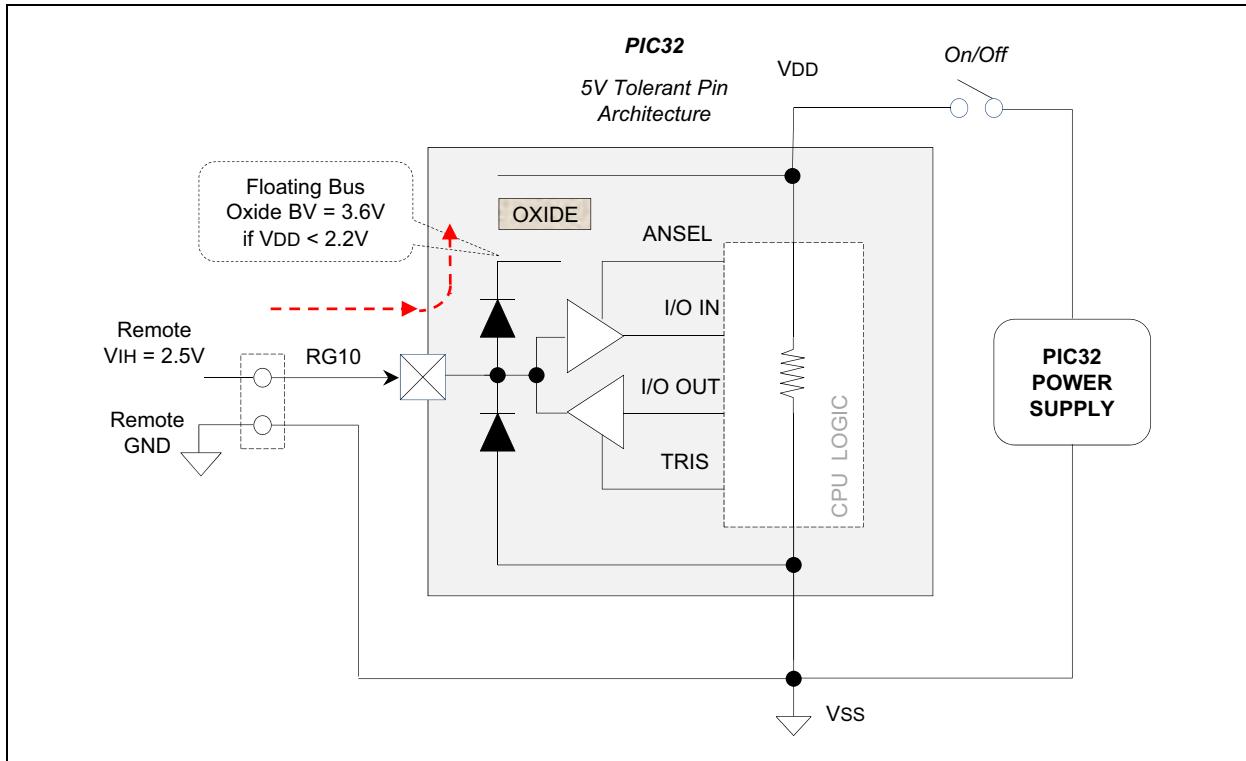 PIC32
5V Tolerant Pin
Architecture
VDD
On/Off
Floating Bus
Oxide BV = 3.6V
if VDD < 2.2V
OXIDE
ANSEL
I/O IN
Remote
VIH = 2.5V
RG10
I/O OUT
Remote
GND
TRIS
CPU LOGIC
PIC32
POWER
SUPPLY
VSS